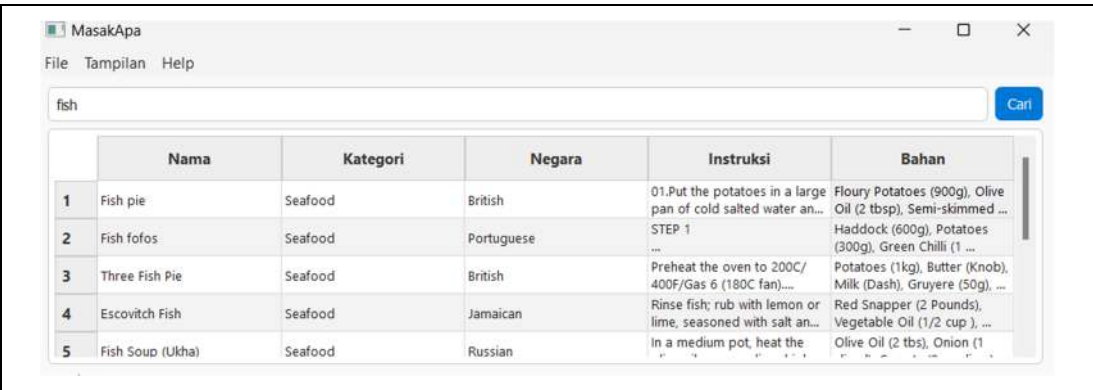 MasakApa
File Tampilan Help
fish
Cari
Nama Kategori Negara Instruksi Bahan
1 Fish pie Seafood British 01.Put the potatoes in a large pan of cold salted water an... Floury Potatoes (900g), Olive Oil (2 tbsp), Semi-skimmed ...
2 Fish fofos Seafood Portuguese STEP 1 ... Haddock (600g), Potatoes (300g), Green Chilli (1 ...
3 Three Fish Pie Seafood British Preheat the oven to 200C/ 400F/Gas 6 (180C fan).... Potatoes (1kg), Butter (Knob), Milk (Dash), Gruyere (50g), ...
4 Escovitch Fish Seafood Jamaican Rinse fish; rub with lemon or lime, seasoned with salt an... Red Snapper (2 Pounds), Vegetable Oil (1/2 cup ), ...
5 Fish Soup (Ukha) Seafood Russian In a medium pot, heat the Olive Oil (2 tbs), Onion (1